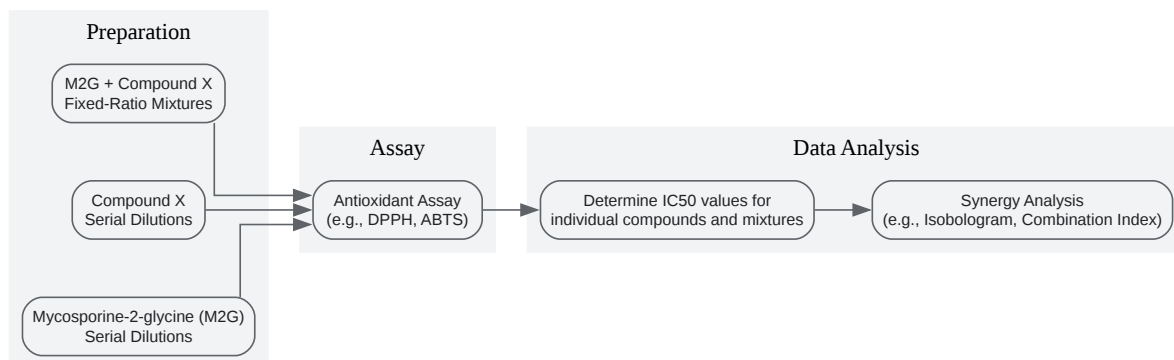 Preparation
M2G + Compound X
Fixed-Ratio Mixtures
Compound X
Serial Dilutions
Mycosporine-2-glycine (M2G)
Serial Dilutions
Assay
Antioxidant Assay
(e.g., DPPH, ABTS)
Data Analysis
Determine IC50 values for
individual compounds and mixtures
Synergy Analysis
(e.g., Isobologram, Combination Index)